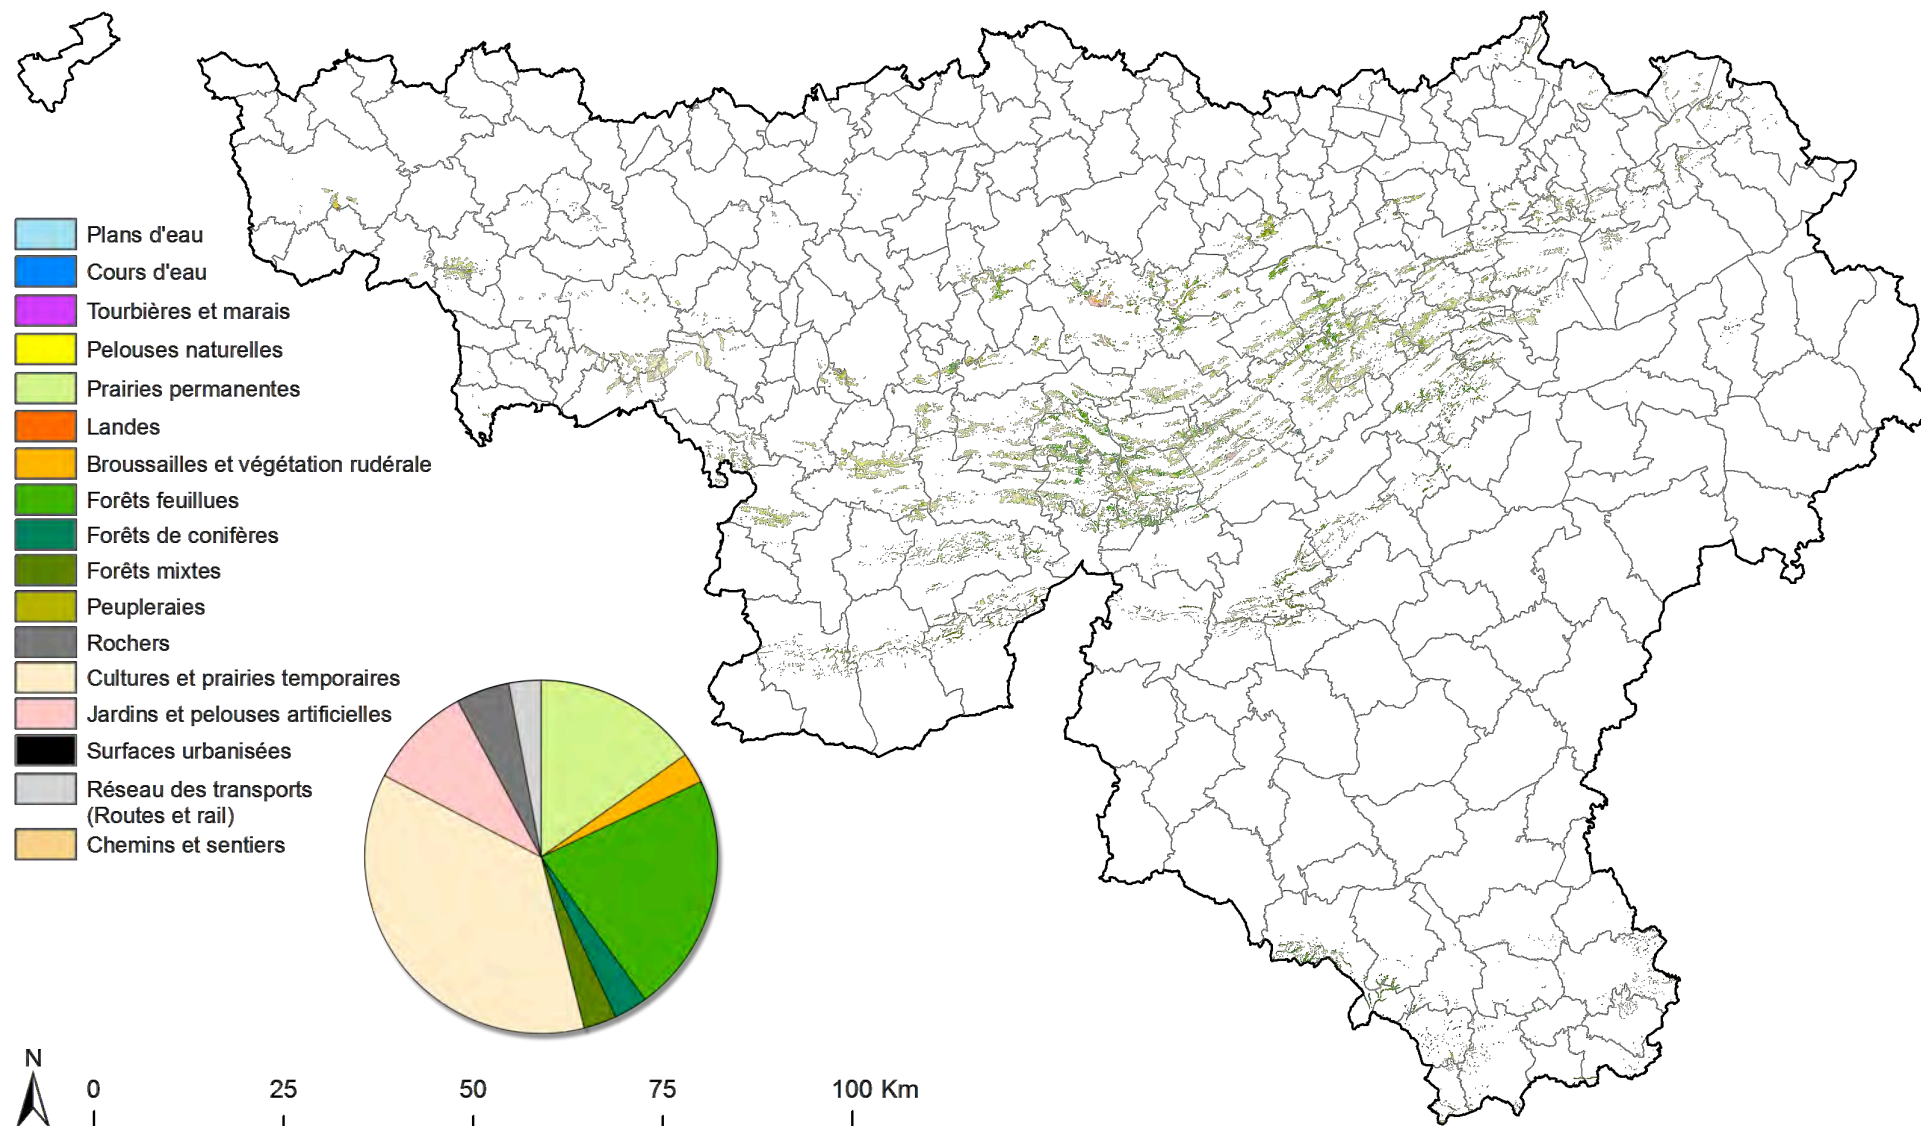 Plans d'eau
Cours d'eau
Tourbières et marais
Pelouses naturelles
Prairies permanentes
Landes
Broussailles et végétation rudérale
Forêts feuillues
Forêts de conifères
Forêts mixtes
Peupleraies
Rochers
Cultures et prairies temporaires
Jardins et pelouses artificielles
Surfaces urbanisées
Réseau des transports
(Routes et rail)
Chemins et sentiers
N
0 25 50 75 100 Km